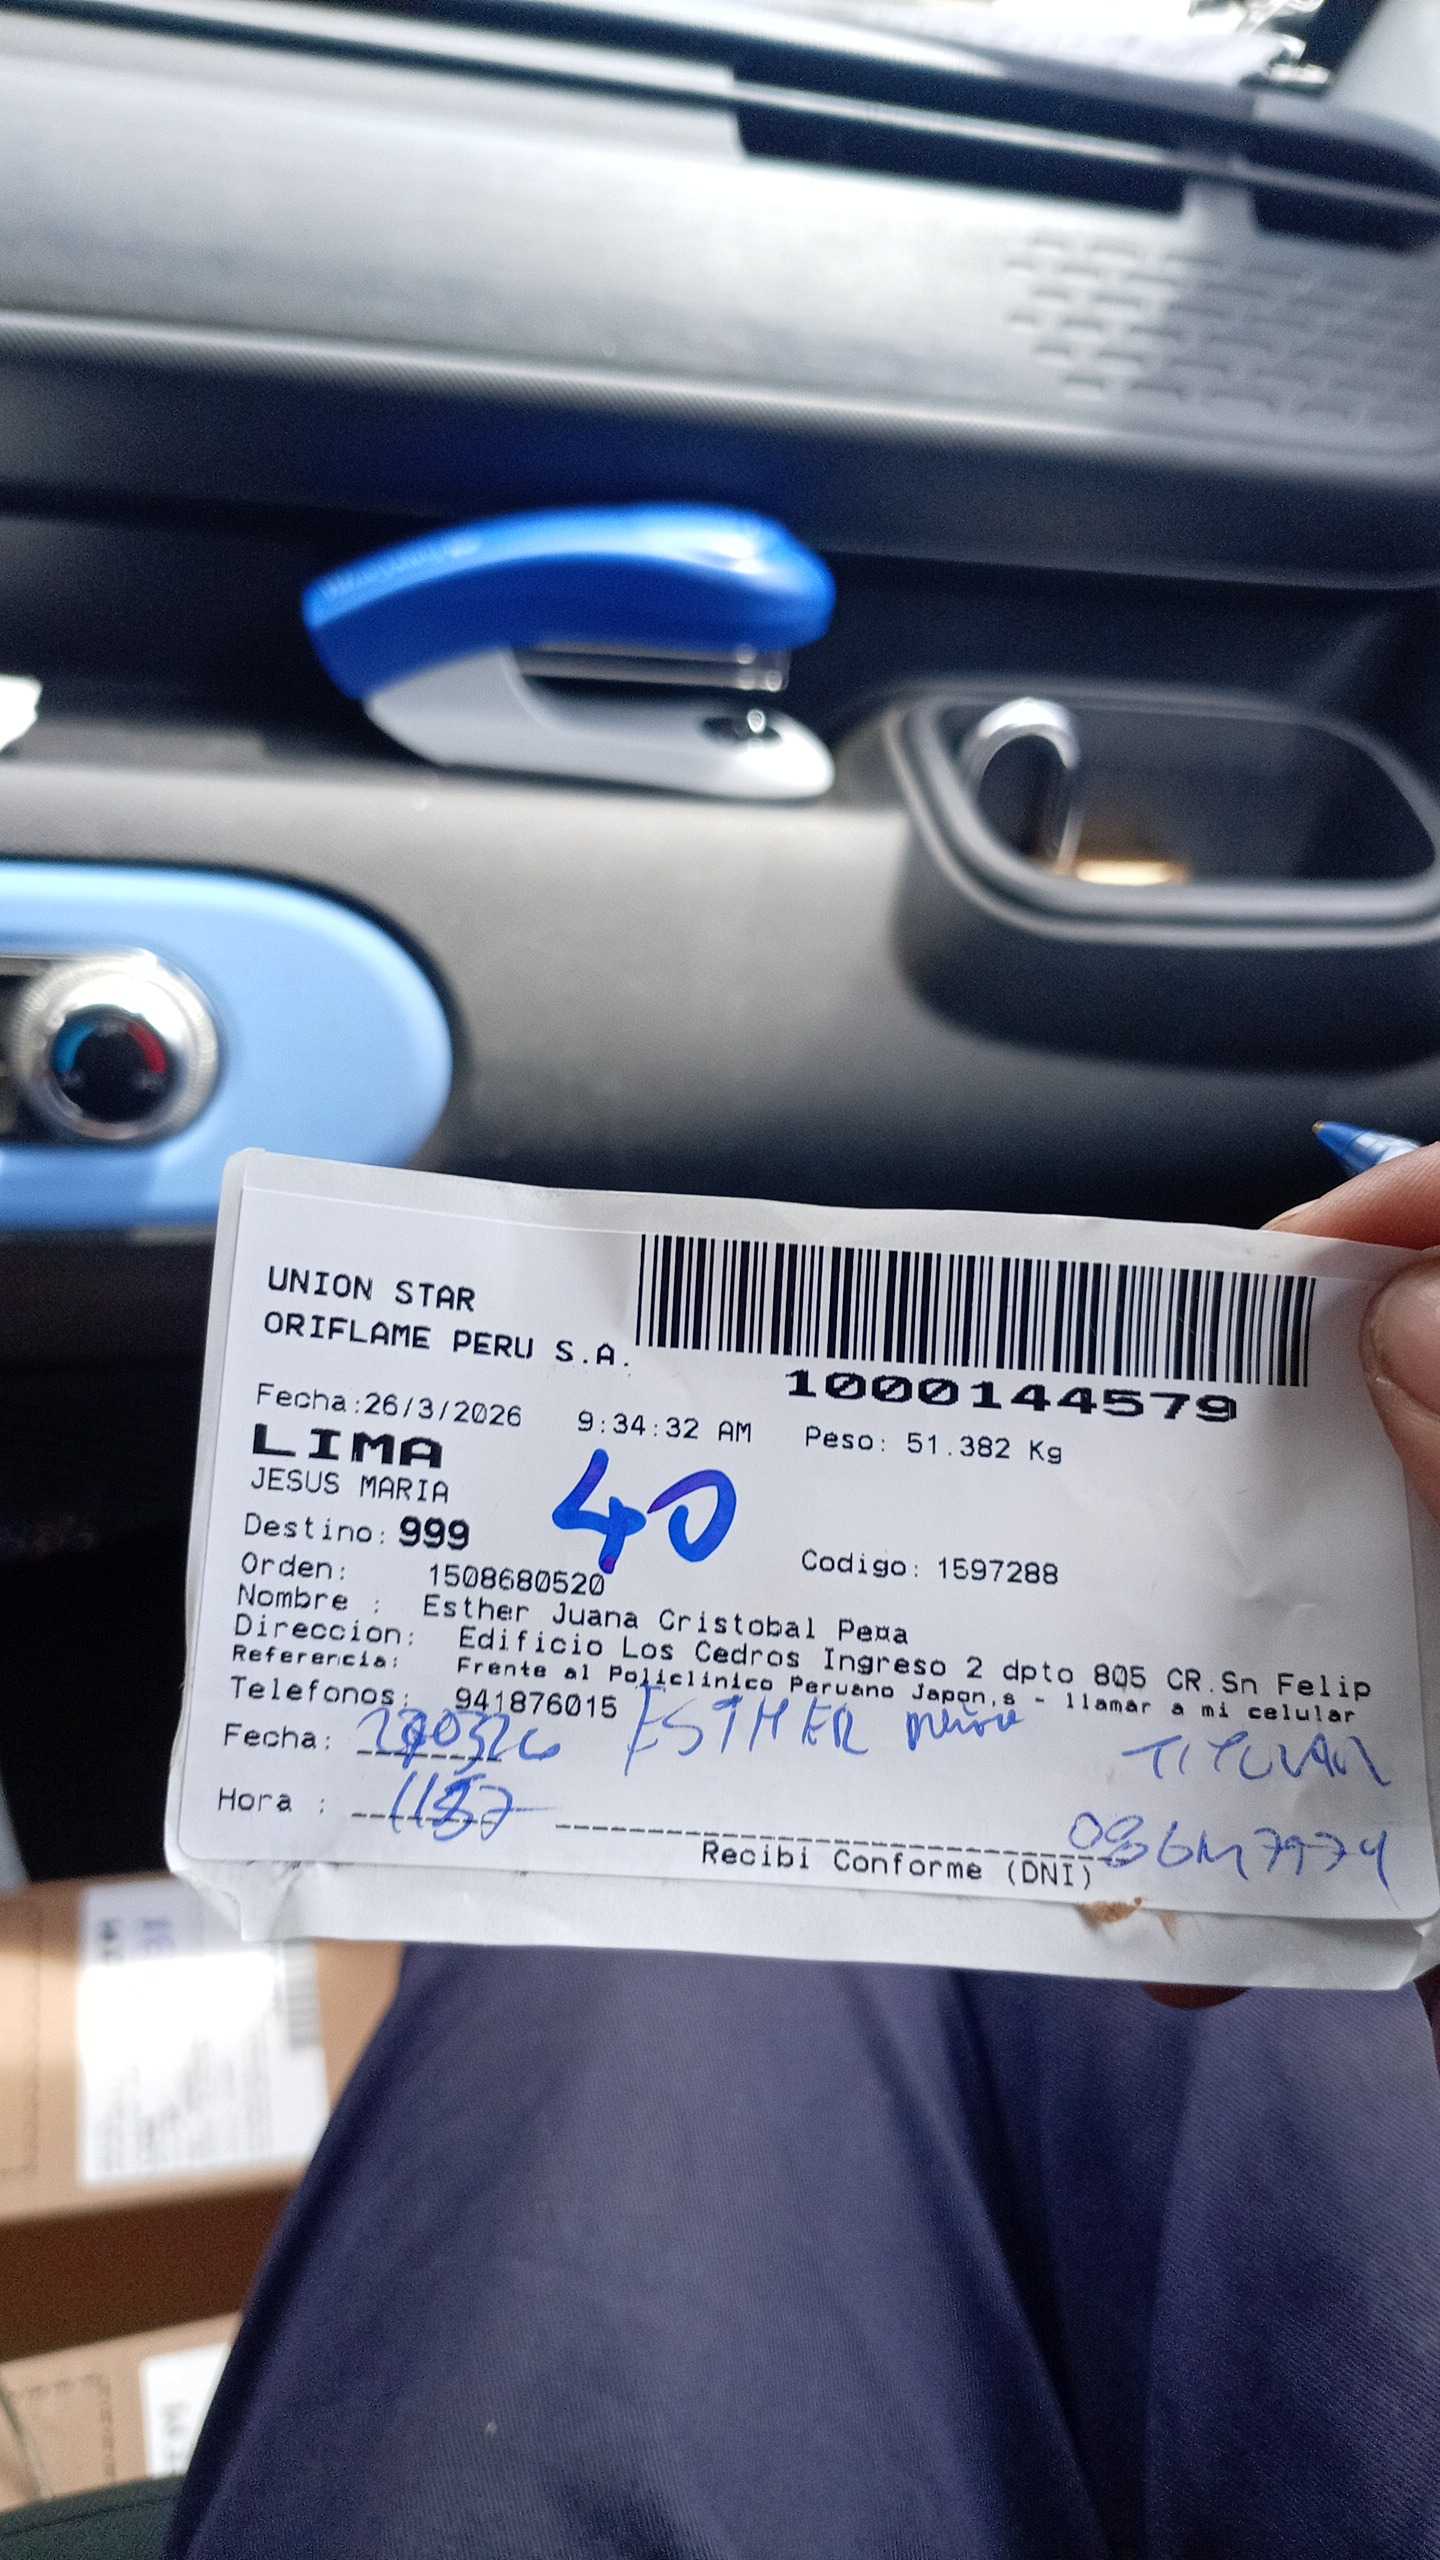 UNION STAR
ORIFLAME PERU S.A.
1000144579
Fecha:26/3/2026 9:34:32 AM Peso: 51.382 Kg
LIMA
JESUS MARIA
40
Destino: 999
Codigo: 1597288
Orden: 1508680520
Nombre : Esther Juana Cristobal Pe¤a
Direccion: Edificio Los Cedros Ingreso 2 dpto 805 CR.Sn Felip
Referencia: Frente al Policlinico Peruano Japon,s - llamar a mi celular
Telefonos: 941876015
ESTHER
TITULAR
Fecha:
Hora :
Recibi Conforme (DNI)